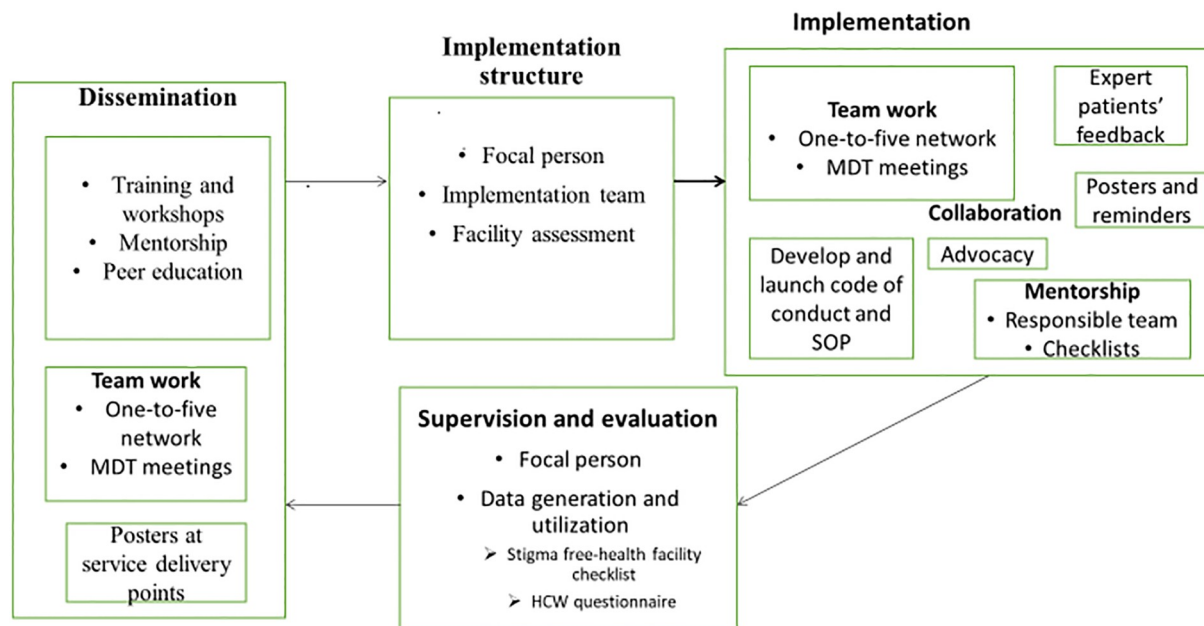 Dissemination
• Training and
workshops
• Mentorship
• Peer education
Team work
• One-to-five
network
• MDT meetings
Posters at
service delivery
points
Implementation
structure
• Focal person
• Implementation team
• Facility assessment
Implementation
Team work
• One-to-five network
• MDT meetings
Expert
patients’
feedback
Posters and
reminders
Collaboration
Advocacy
Develop and
launch code of
conduct and
SOP
Mentorship
• Responsible team
• Checklists
Supervision and evaluation
• Focal person
• Data generation and
utilization
➢ Stigma free-health facility
checklist
➢ HCW questionnaire